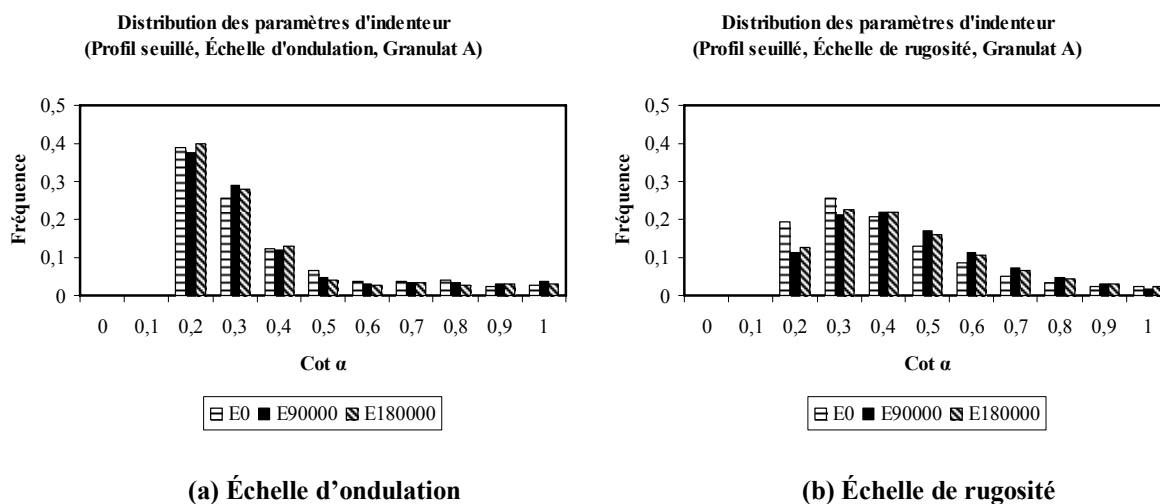 Distribution des paramètres d'indenteur
(Profil seuillé, Échelle d'ondulation, Granulat A)
0,5
0,4
0,3
0,2
0,1
0
Fréquence
0 0,1 0,2 0,3 0,4 0,5 0,6 0,7 0,8 0,9 1
Cot α
E0 E90000 E180000
(a) Échelle d’ondulation
Distribution des paramètres d'indenteur
(Profil seuillé, Échelle de rugosité, Granulat A)
0,5
0,4
0,3
0,2
0,1
0
Fréquence
0 0,1 0,2 0,3 0,4 0,5 0,6 0,7 0,8 0,9 1
Cot α
E0 E90000 E180000
(b) Échelle de rugosité